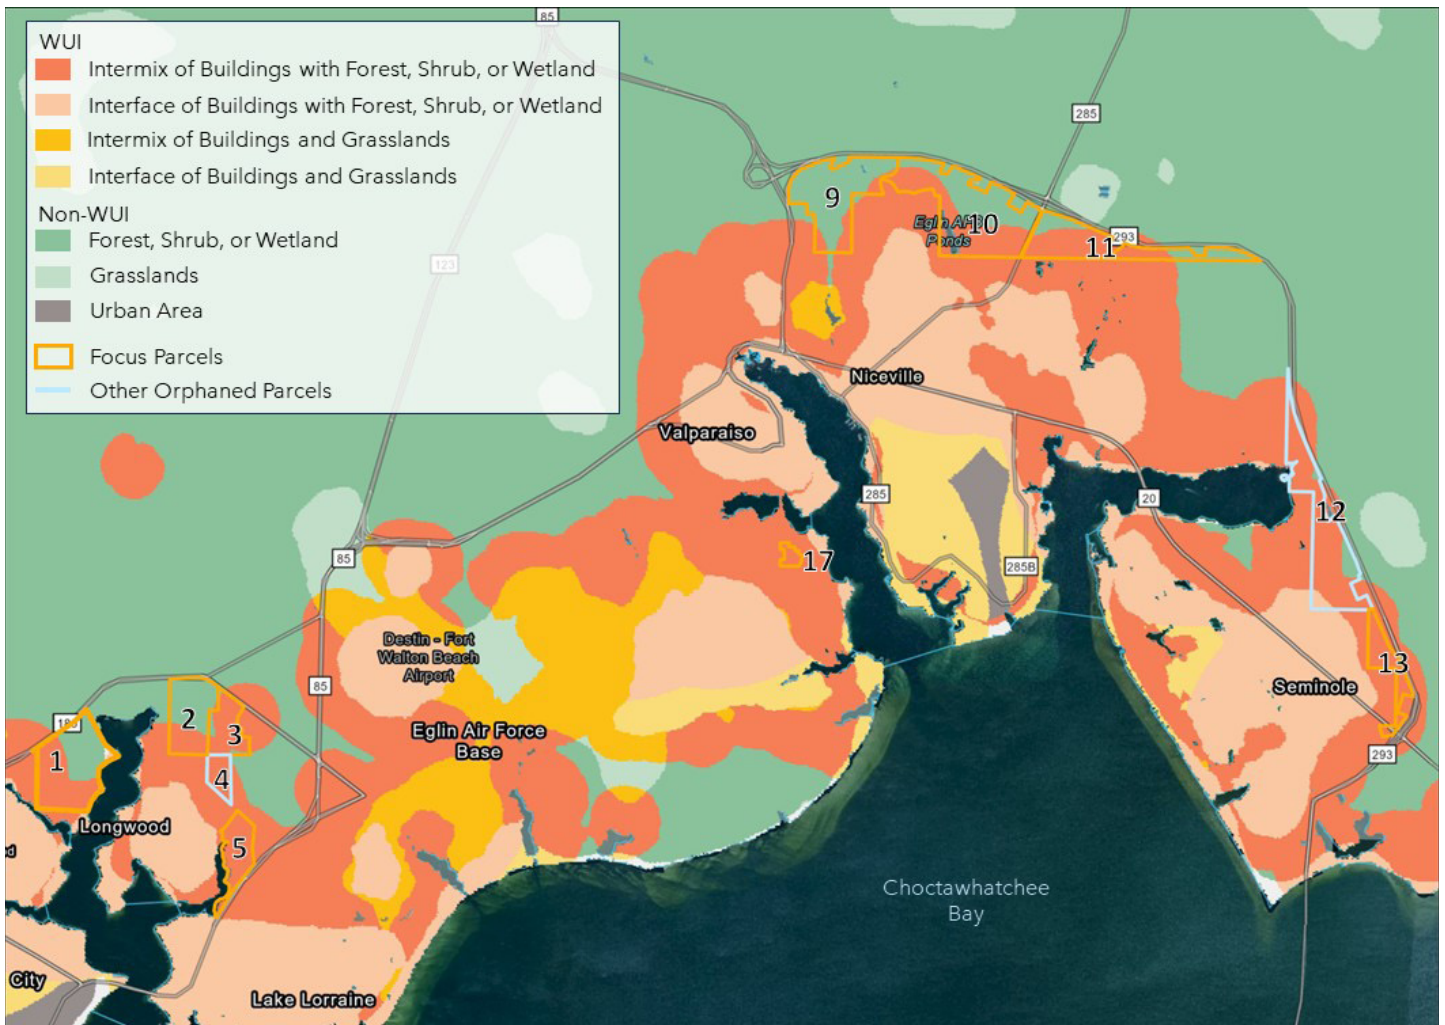 85
WUI
Intermix of Buildings with Forest, Shrub, or Wetland
Interface of Buildings with Forest, Shrub, or Wetland
Intermix of Buildings and Grasslands
Interface of Buildings and Grasslands
Non-WUI
Forest, Shrub, or Wetland
Grasslands
Urban Area
Focus Parcels
Other Orphaned Parcels
123
285
9
Eglin AFB
Ponds
10
11
293
Niceville
Valparaiso
285
20
12
85
17
285B
Destin - Fort
Walton Beach
Airport
85
13
Seminole
2
3
1
Eglin Air Force
Base
293
4
Longwood
5
Choctawhatchee
Bay
City
Lake Lorraine